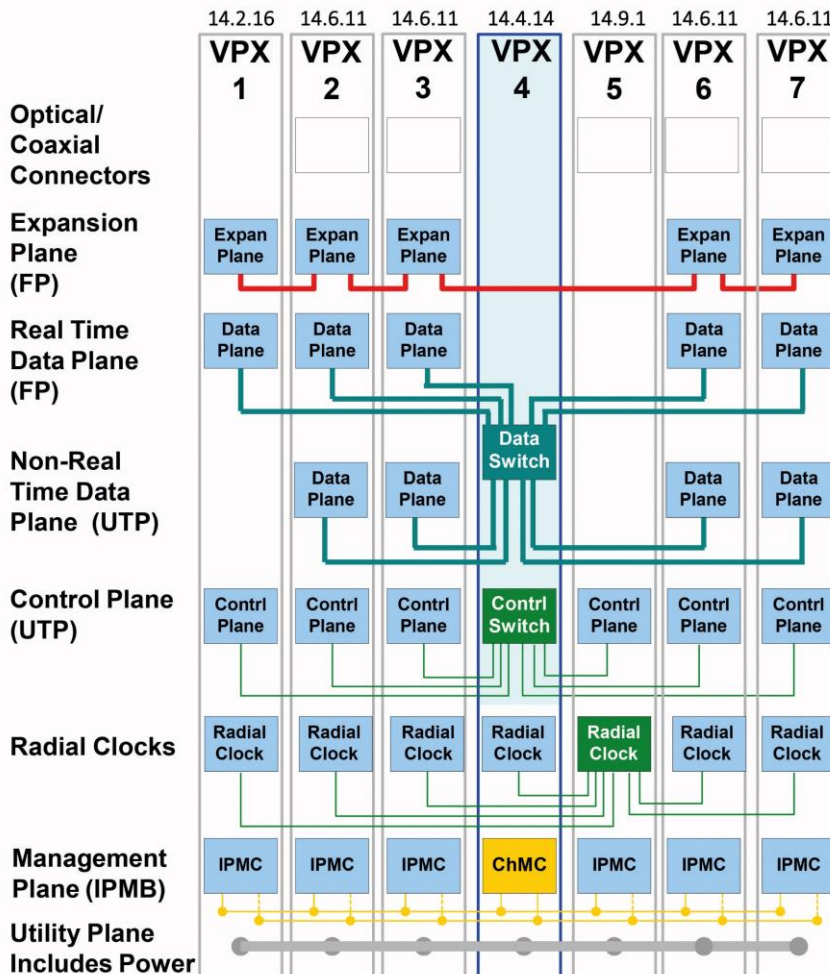 14.2.16 14.6.11 14.6.11 14.4.14 14.9.1 14.6.11 14.6.11
VPX VPX VPX VPX VPX VPX VPX
1 2 3 4 5 6 7
Optical/
Coaxial
Connectors
Expansion
Plane
(FP)
Expan Expan Expan Expan Expan
Plane Plane Plane Plane Plane
Real Time
Data Plane
(FP)
Data Data Data Data Data
Plane Plane Plane Plane Plane
Data
Switch
Non-Real
Time Data
Plane (UTP)
Data Data Data Data
Plane Plane Plane Plane
Control Plane
(UTP)
Contrl Contrl Contrl Contrl Contrl Contrl Contrl
Plane Plane Plane Switch Plane Plane Plane
Radial Clocks
Radial Radial Radial Radial Radial Radial Radial
Clock Clock Clock Clock Clock Clock Clock
Management
Plane (IPMB)
IPMC IPMC IPMC ChMC IPMC IPMC IPMC
Utility Plane
Includes Power